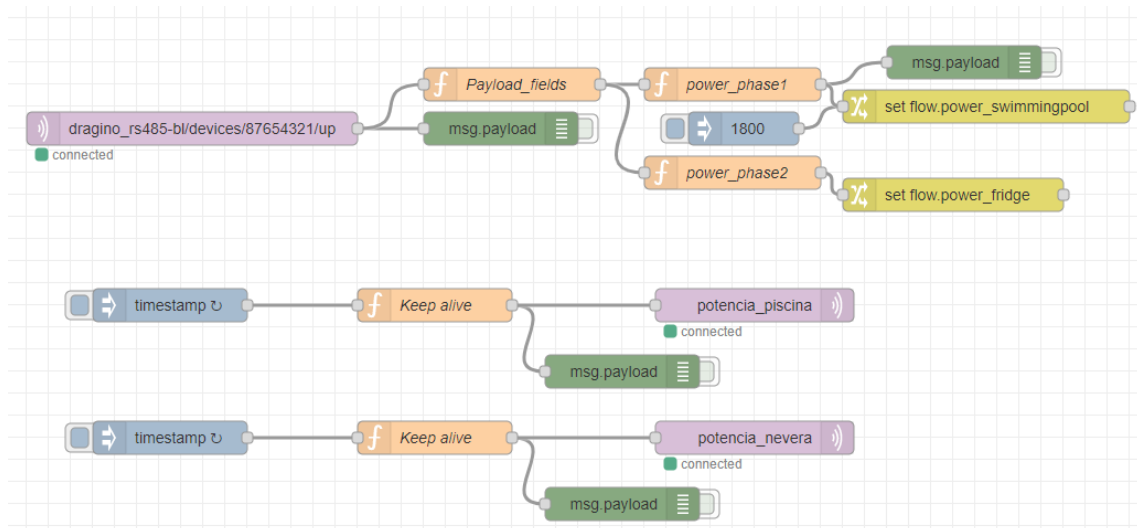 msg.payload
Payload_fields
power_phase1
set flow.power_swimmingpool
dragino_rs485-bl/devices/87654321/up
msg.payload
1800
connected
power_phase2
set flow.power_fridge
timestamp ↻
Keep alive
potencia_piscina
connected
msg.payload
timestamp ↻
Keep alive
potencia_nevera
connected
msg.payload